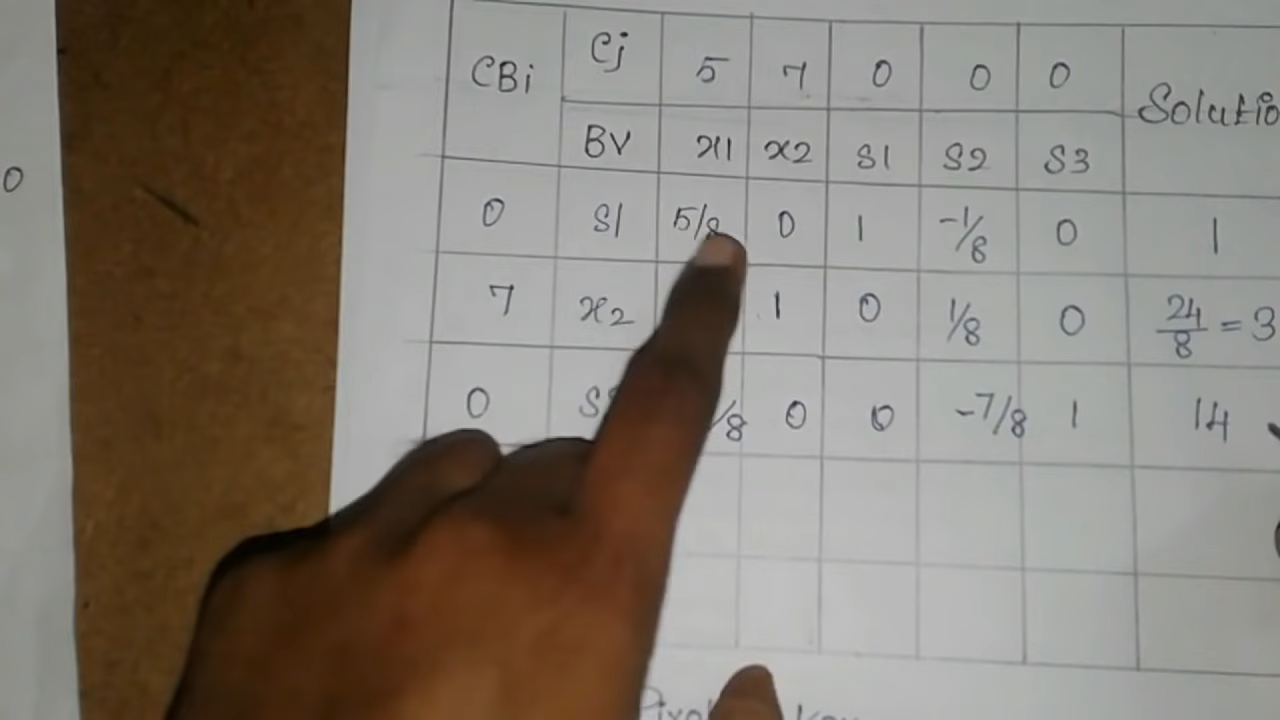 0
CBi Cj 5 7 0 0 0 Solutio
BV x1 x2 S1 S2 S3
0 S1 5/8 0 1 -1/8 0 1
7 x2 1 0 1/8 0 24/8 = 3
0 /8 0 0 -7/8 1 14